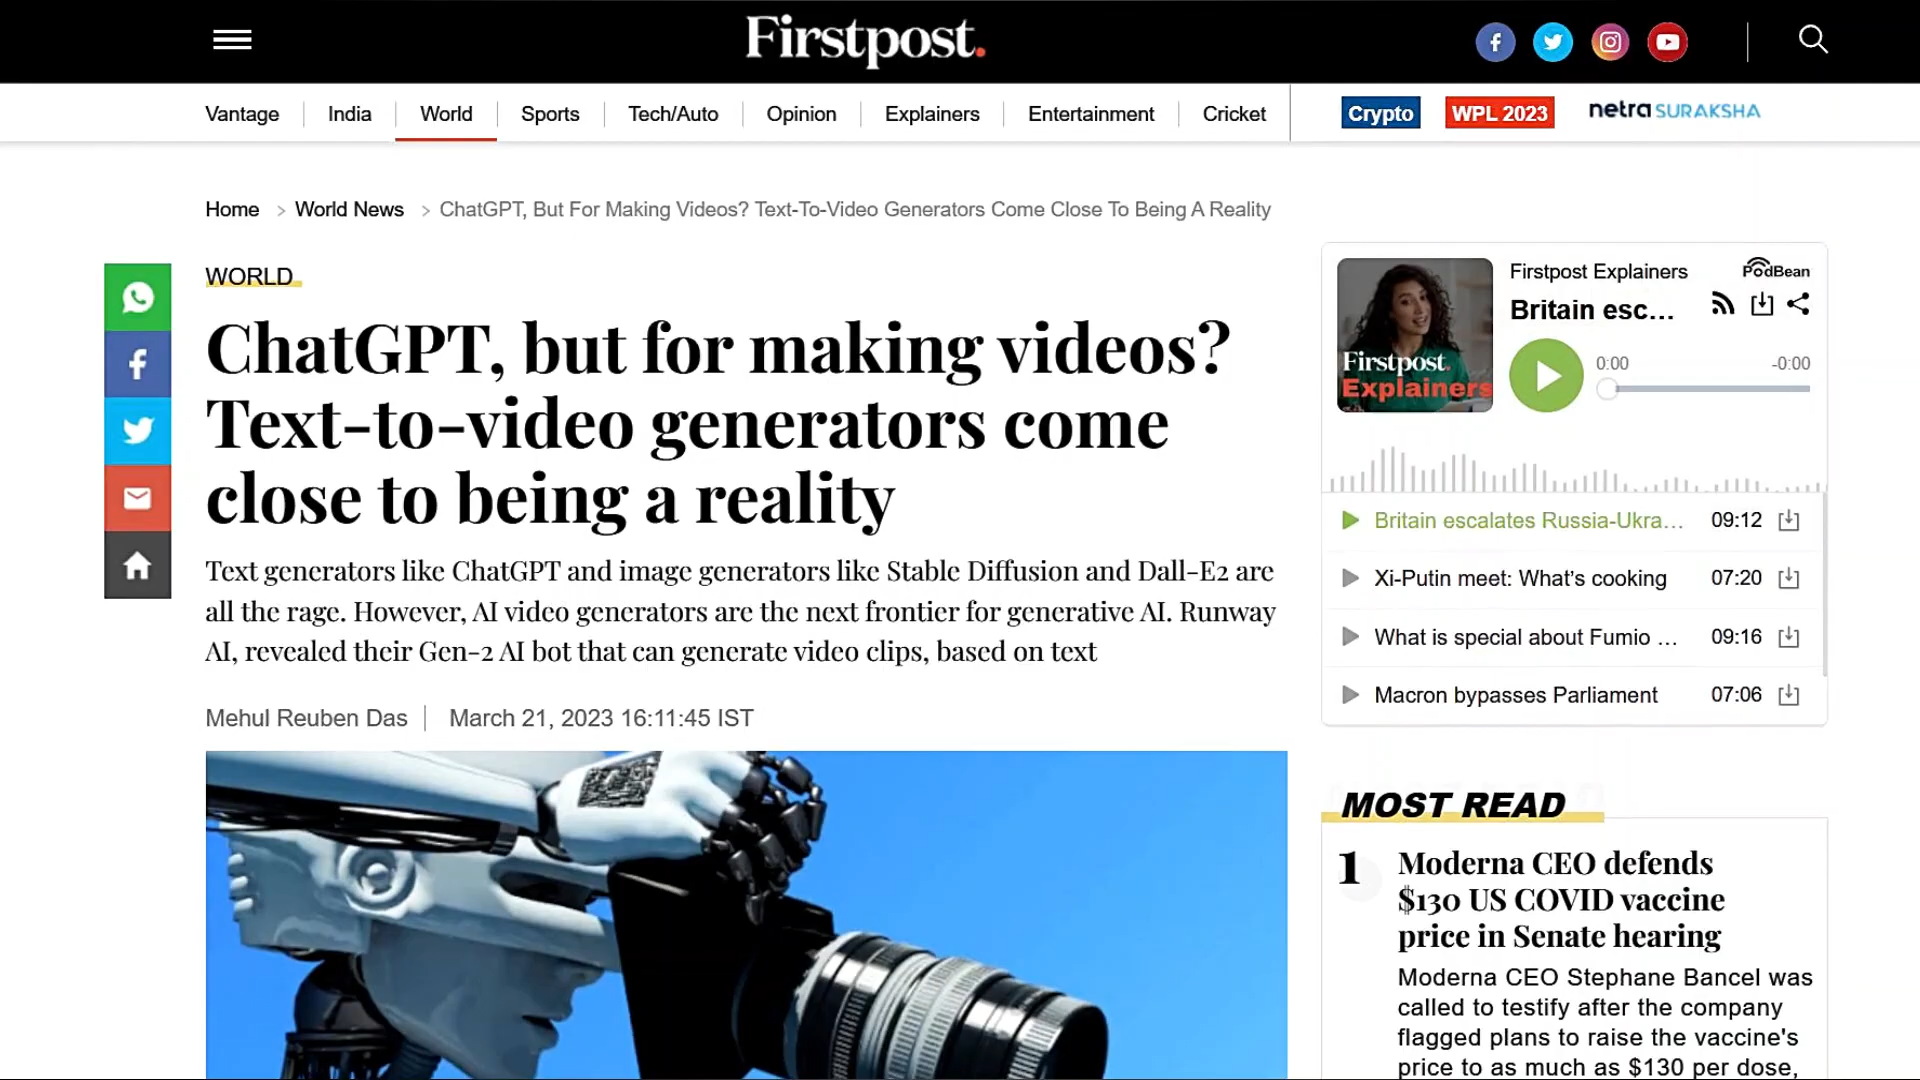 Firstpost.
Vantage
India
World
Sports
Tech/Auto
Opinion
Explainers
Entertainment
Cricket
Crypto
WPL 2023
netra SURAKSHA
Home > World News > ChatGPT, But For Making Videos? Text-To-Video Generators Come Close To Being A Reality
WORLD
ChatGPT, but for making videos?
Text-to-video generators come
close to being a reality
Text generators like ChatGPT and image generators like Stable Diffusion and Dall-E2 are
all the rage. However, AI video generators are the next frontier for generative AI. Runway
AI, revealed their Gen-2 AI bot that can generate video clips, based on text
Mehul Reuben Das | March 21, 2023 16:11:45 IST
Firstpost.
Explainers
Firstpost Explainers
PodBean
Britain esc...
0:00
-0:00
Britain escalates Russia-Ukra... 09:12
Xi-Putin meet: What's cooking 07:20
What is special about Fumio ... 09:16
Macron bypasses Parliament 07:06
MOST READ
1
Moderna CEO defends
$130 US COVID vaccine
price in Senate hearing
Moderna CEO Stephane Bancel was
called to testify after the company
flagged plans to raise the vaccine's
price to as much as $130 per dose,